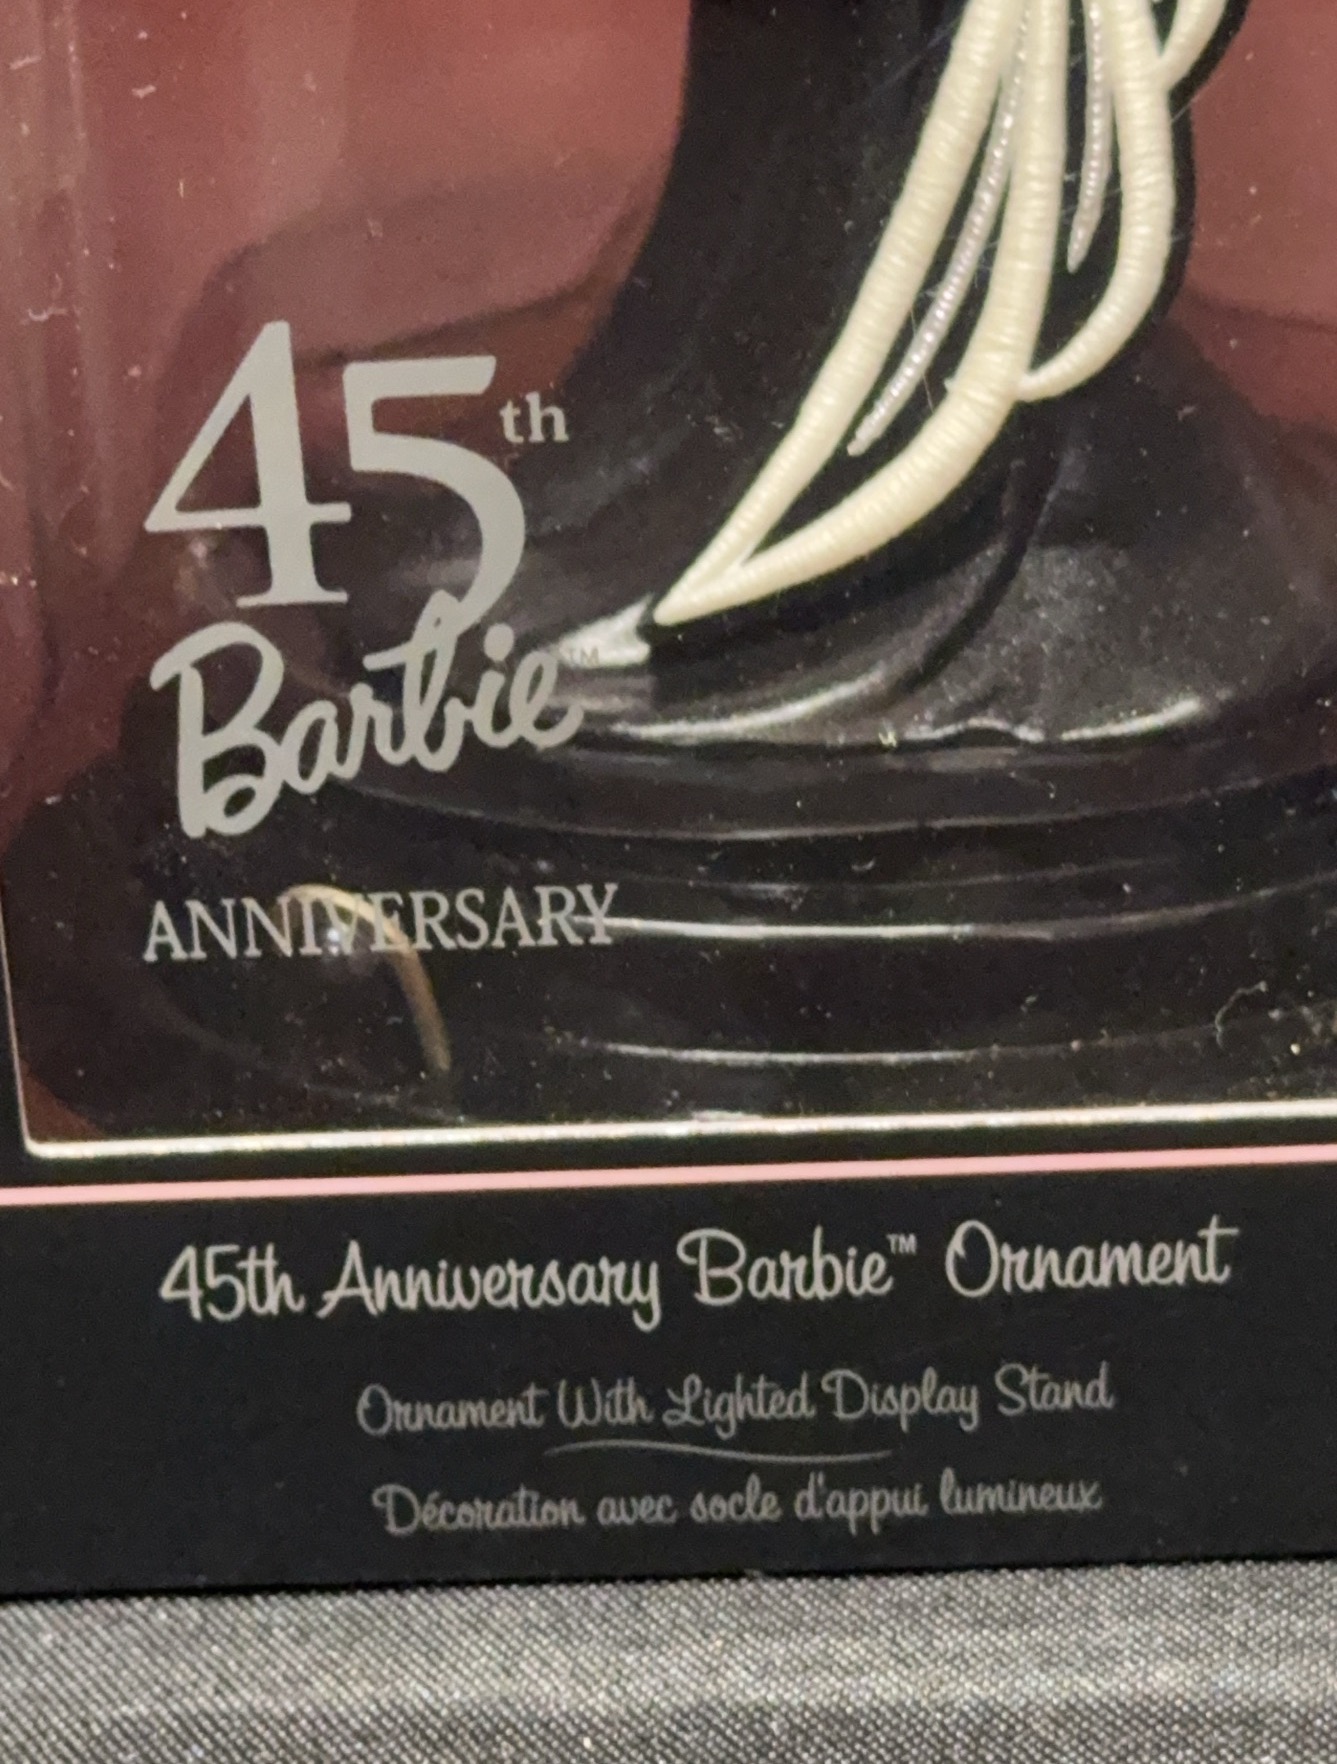 45th
Barbie™
ANNIVERSARY
45th Anniversary Barbie™ Ornament
Ornament With Lighted Display Stand
Décoration avec socle d'appui lumineux